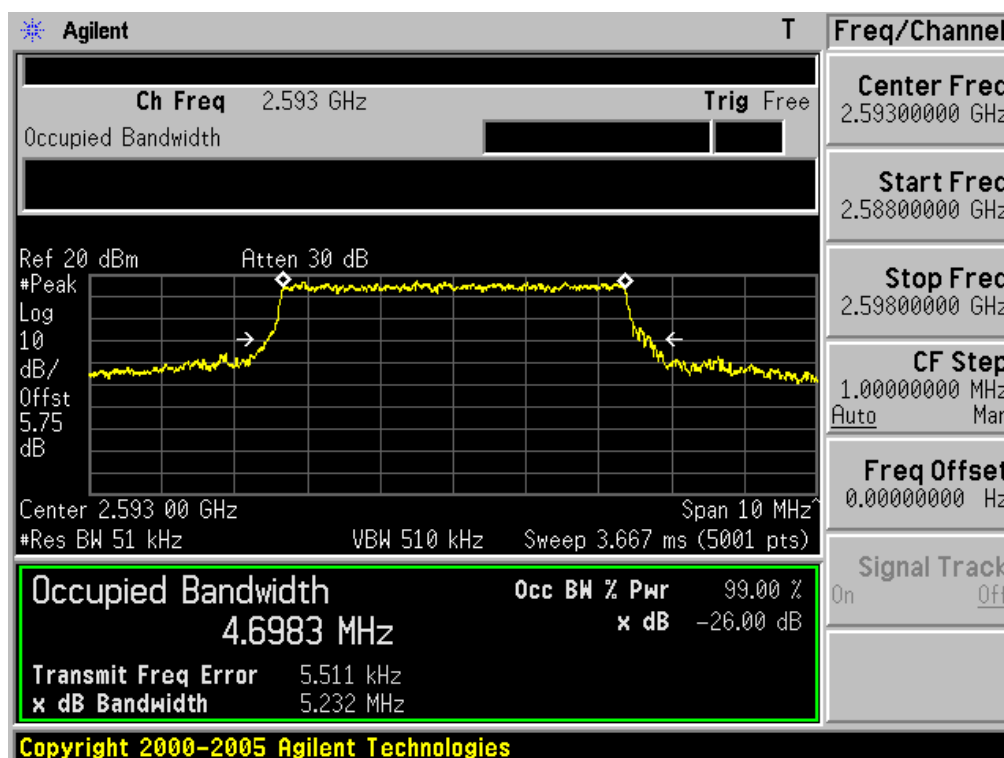 Agilent T
Freq/Channel
Ch Freq 2.593 GHz Trig Free
Occupied Bandwidth
Center Freq
2.59300000 GHz
Start Freq
2.58800000 GHz
Stop Freq
2.59800000 GHz
CF Step
1.00000000 MHz
Auto Man
Freq Offset
0.00000000 Hz
Signal Track
On Off
Ref 20 dBm Atten 30 dB
#Peak
Log
10
dB/
Offst
5.75
dB
Center 2.593 00 GHz Span 10 MHz^
#Res BW 51 kHz VBW 510 kHz Sweep 3.667 ms (5001 pts)
Occupied Bandwidth Occ BW % Pwr 99.00 %
4.6983 MHz x dB -26.00 dB
Transmit Freq Error 5.511 kHz
x dB Bandwidth 5.232 MHz
Copyright 2000-2005 Agilent Technologies